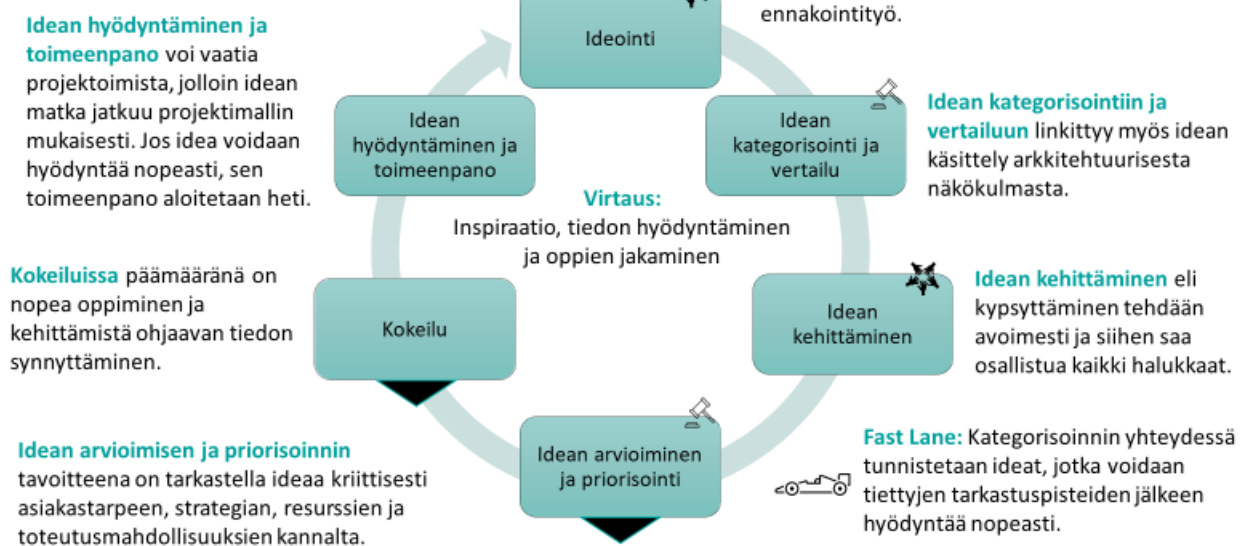 ennakointityö.
Ideointi
Idean hyödyntäminen ja
toimeenpano voi vaatia
projektoimista, jolloin idean
matka jatkuu projektimallin
mukaisesti. Jos idea voidaan
hyödyntää nopeasti, sen
toimeenpano aloitetaan heti.
Idean
hyödyntäminen ja
toimeenpano
Idean
kategorisointi ja
vertailu
Idean kategorisointiin ja
vertailuun linkittyy myös idean
käsittely arkkitehtuurisesta
näkökulmasta.
Virtaus:
Inspiraatio, tiedon hyödyntäminen
ja oppien jakaminen
Kokeiluissa päämääränä on
nopea oppiminen ja
kehittämistä ohjaavan tiedon
synnyttäminen.
Kokeilu
Idean
kehittäminen
Idean kehittäminen eli
kypsyttäminen tehdään
avoimesti ja siihen saa
osallistua kaikki halukkaat.
Idean arvioimisen ja priorisoinnin
tavoitteena on tarkastella ideaa kriittisesti
asiakastarpeen, strategian, resurssien ja
toteutusmahdollisuuksien kannalta.
Idean arvioiminen
ja priorisointi
Fast Lane: Kategorisoinnin yhteydessä
tunnistetaan ideat, jotka voidaan
tiettyjen tarkastuspisteiden jälkeen
hyödyntää nopeasti.